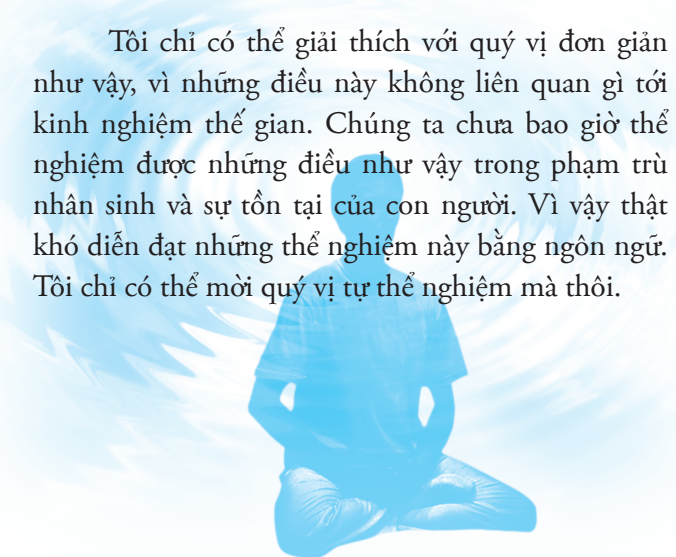 Tôi chỉ có thể giải thích với quý vị đơn giản
như vậy, vì những điều này không liên quan gì tới
kinh nghiệm thế gian. Chúng ta chưa bao giờ thể
nghiệm được những điều như vậy trong phạm trù
nhân sinh và sự tồn tại của con người. Vì vậy thật
khó diễn đạt những thể nghiệm này bằng ngôn ngữ.
Tôi chỉ có thể mời quý vị tự thể nghiệm mà thôi.